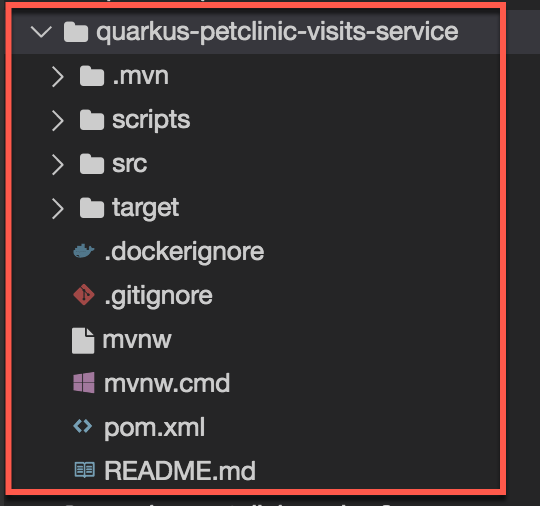 quarkus-petclinic-visits-service
.mvn
scripts
src
target
.dockerignore
.gitignore
mvnw
mvnw.cmd
pom.xml
README.md